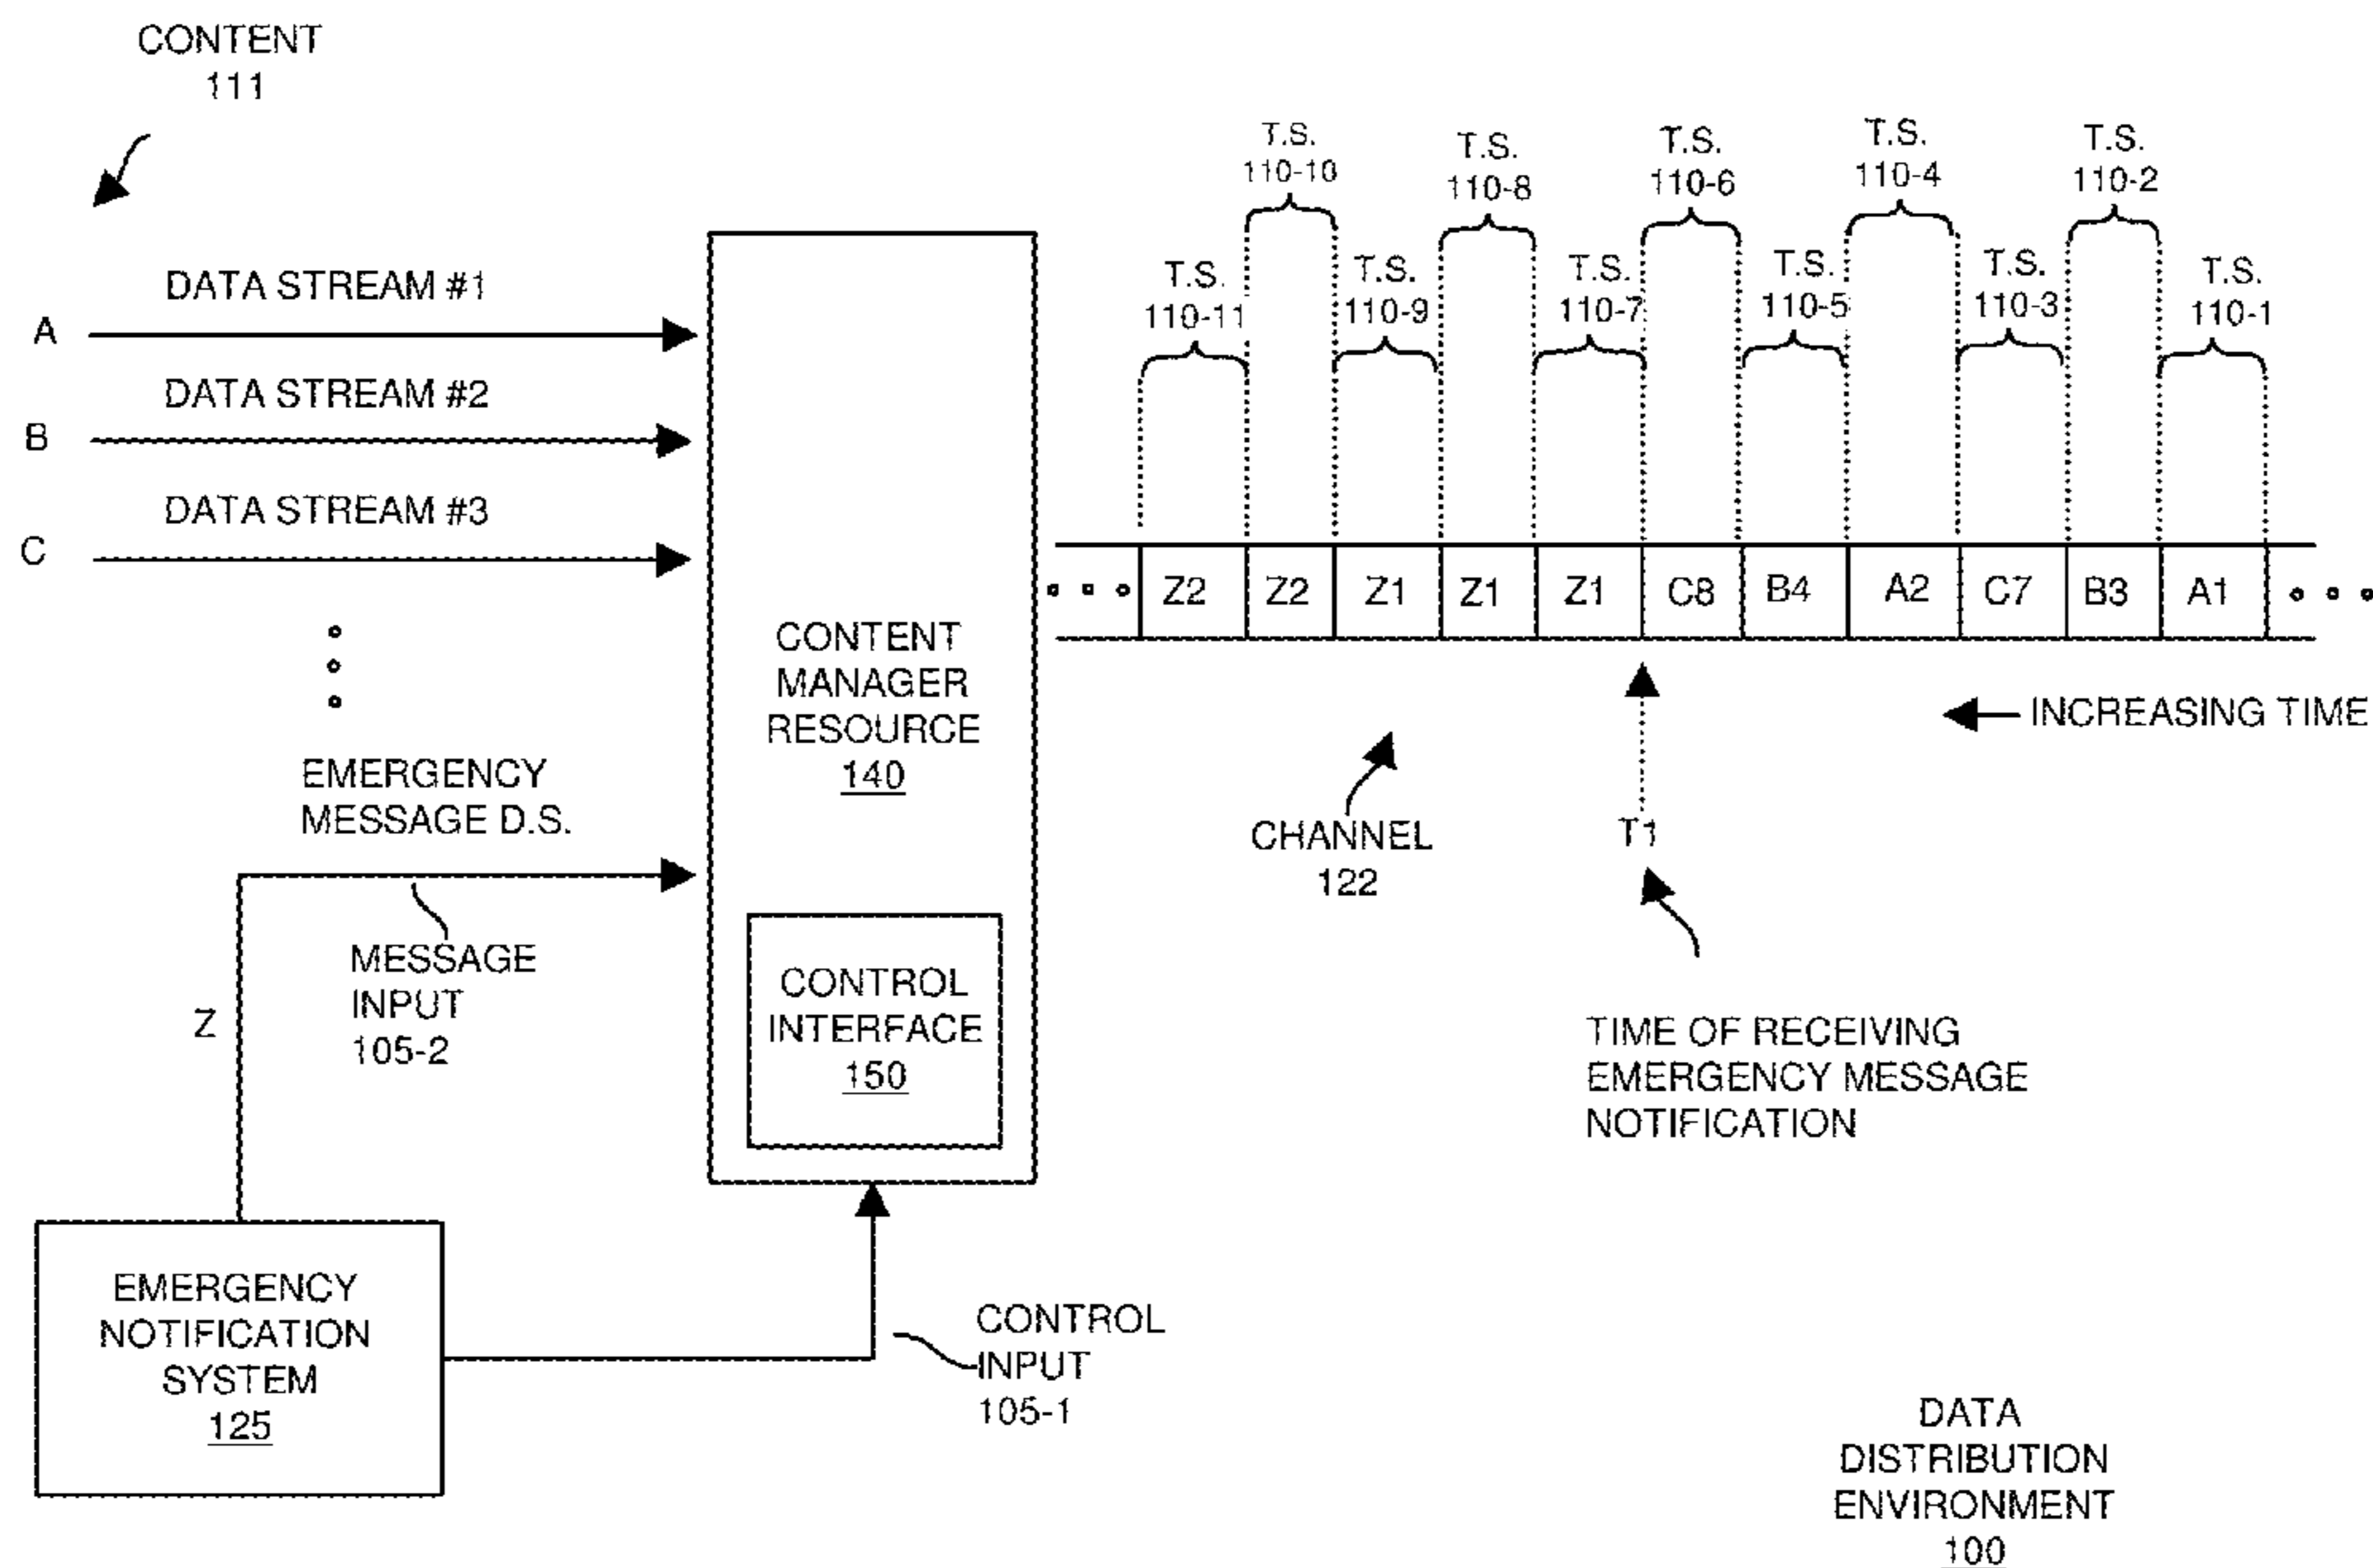 CONTENT
111
DATA STREAM #1
A
DATA STREAM #2
B
DATA STREAM #3
C
EMERGENCY
MESSAGE D.S.
MESSAGE
INPUT
105-2
Z
EMERGENCY
NOTIFICATION
SYSTEM
125
CONTENT
MANAGER
RESOURCE
140
CONTROL
INTERFACE
150
CONTROL
INPUT
105-1
T.S.
110-11
T.S.
110-10
T.S.
110-9
T.S.
110-8
T.S.
110-7
T.S.
110-6
T.S.
110-5
T.S.
110-4
T.S.
110-3
T.S.
110-2
T.S.
110-1
Z2 Z2 Z1 Z1 Z1 C8 B4 A2 C7 B3 A1
INCREASING TIME
CHANNEL
122
T1
TIME OF RECEIVING
EMERGENCY MESSAGE
NOTIFICATION
DATA
DISTRIBUTION
ENVIRONMENT
100